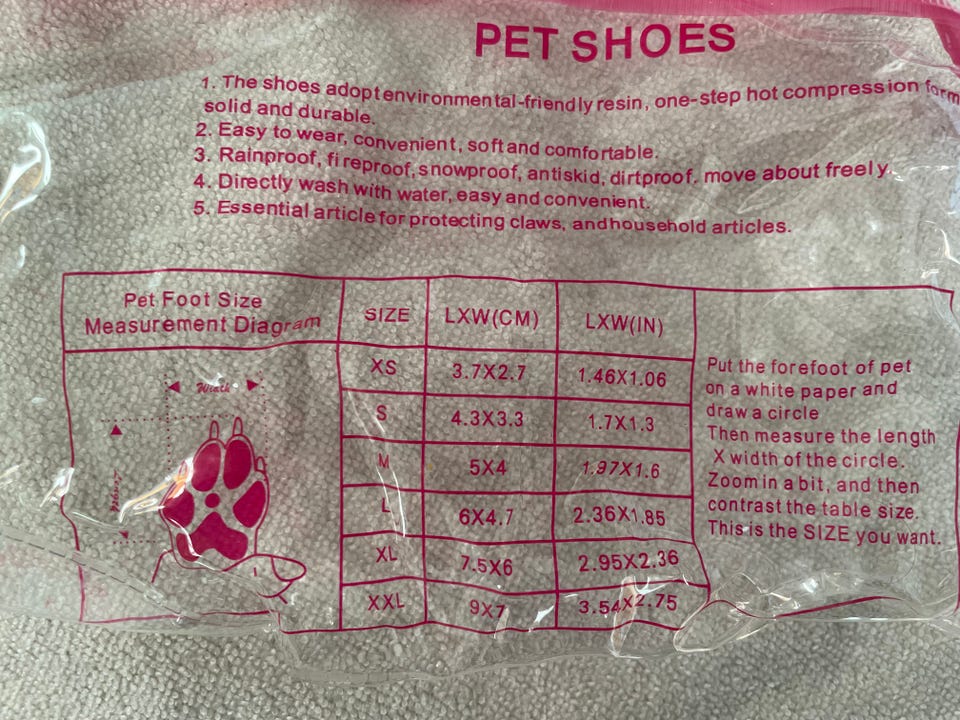 PET SHOES
1. The shoes adopt environmental-friendly resin, one-step hot compression form
solid and durable.
2. Easy to wear, convenient, soft and comfortable.
3. Rainproof, fireproof, snowproof, antiskid, dirtproof. move about freely.
4. Directly wash with water, easy and convenient.
5. Essential article for protecting claws, and household articles.
Pet Foot Size
Measurement Diagram
SIZE LXW(CM) LXW(IN)
XS 3.7X2.7 1.46X1.06
S 4.3X3.3 1.7X1.3
M 5X4 1.97X1.6
L 6X4.7 2.36X1.85
XL 7.5X6 2.95X2.36
XXL 9X7 3.54X2.75
Width
Put the forefoot of pet
on a white paper and
draw a circle
Then measure the length
X width of the circle.
Zoom in a bit, and then
contrast the table size.
This is the SIZE you want.